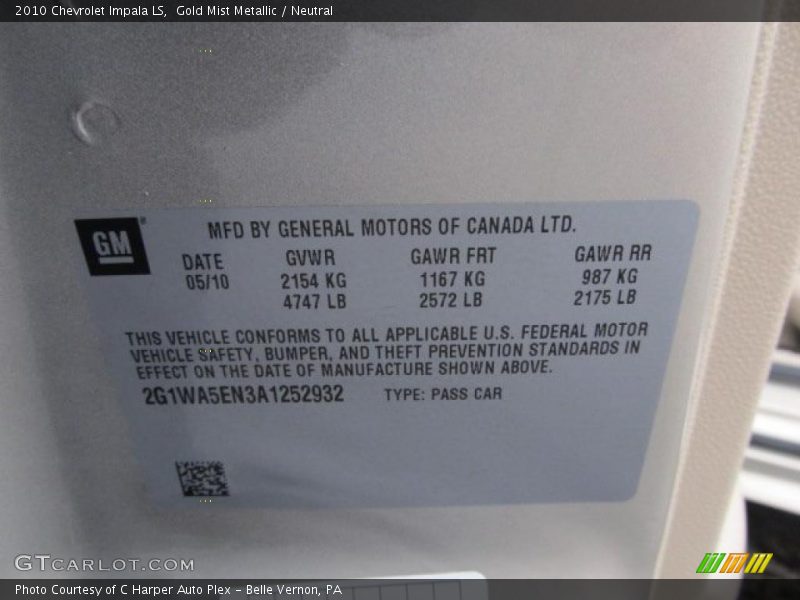 2010 Chevrolet Impala LS, Gold Mist Metallic / Neutral
GM
MFD BY GENERAL MOTORS OF CANADA LTD.
DATE GVWR GAWR FRT GAWR RR
05/10 2154 KG 1167 KG 987 KG
4747 LB 2572 LB 2175 LB
THIS VEHICLE CONFORMS TO ALL APPLICABLE U.S. FEDERAL MOTOR
VEHICLE SAFETY, BUMPER, AND THEFT PREVENTION STANDARDS IN
EFFECT ON THE DATE OF MANUFACTURE SHOWN ABOVE.
2G1WA5EN3A1252932 TYPE: PASS CAR
GTCARLOT.COM
Photo Courtesy of C Harper Auto Plex - Belle Vernon, PA